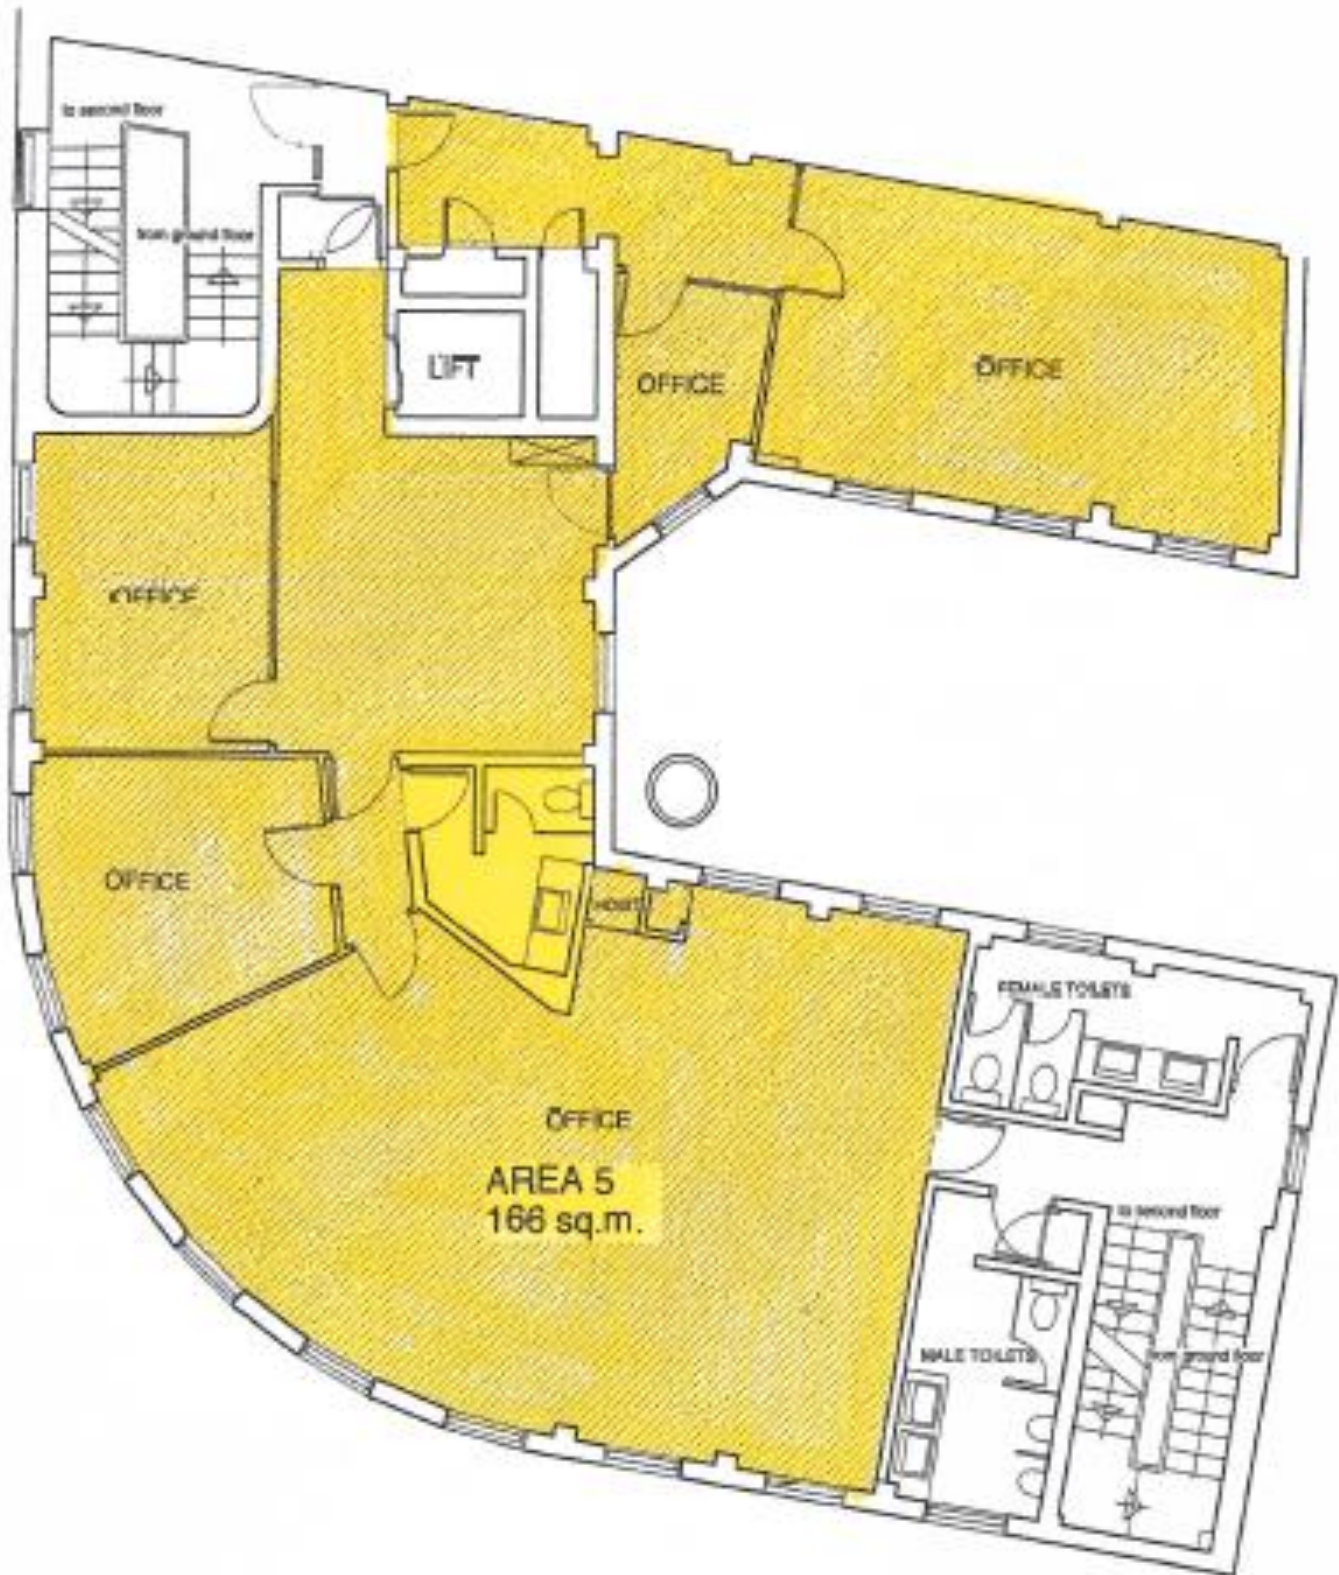 to second floor
from ground floor
LIFT
OFFICE
OFFICE
OFFICE
OFFICE
HOIST
FEMALE TOILETS
OFFICE
AREA 5
166 sq.m.
to second floor
MALE TOILETS
from ground floor